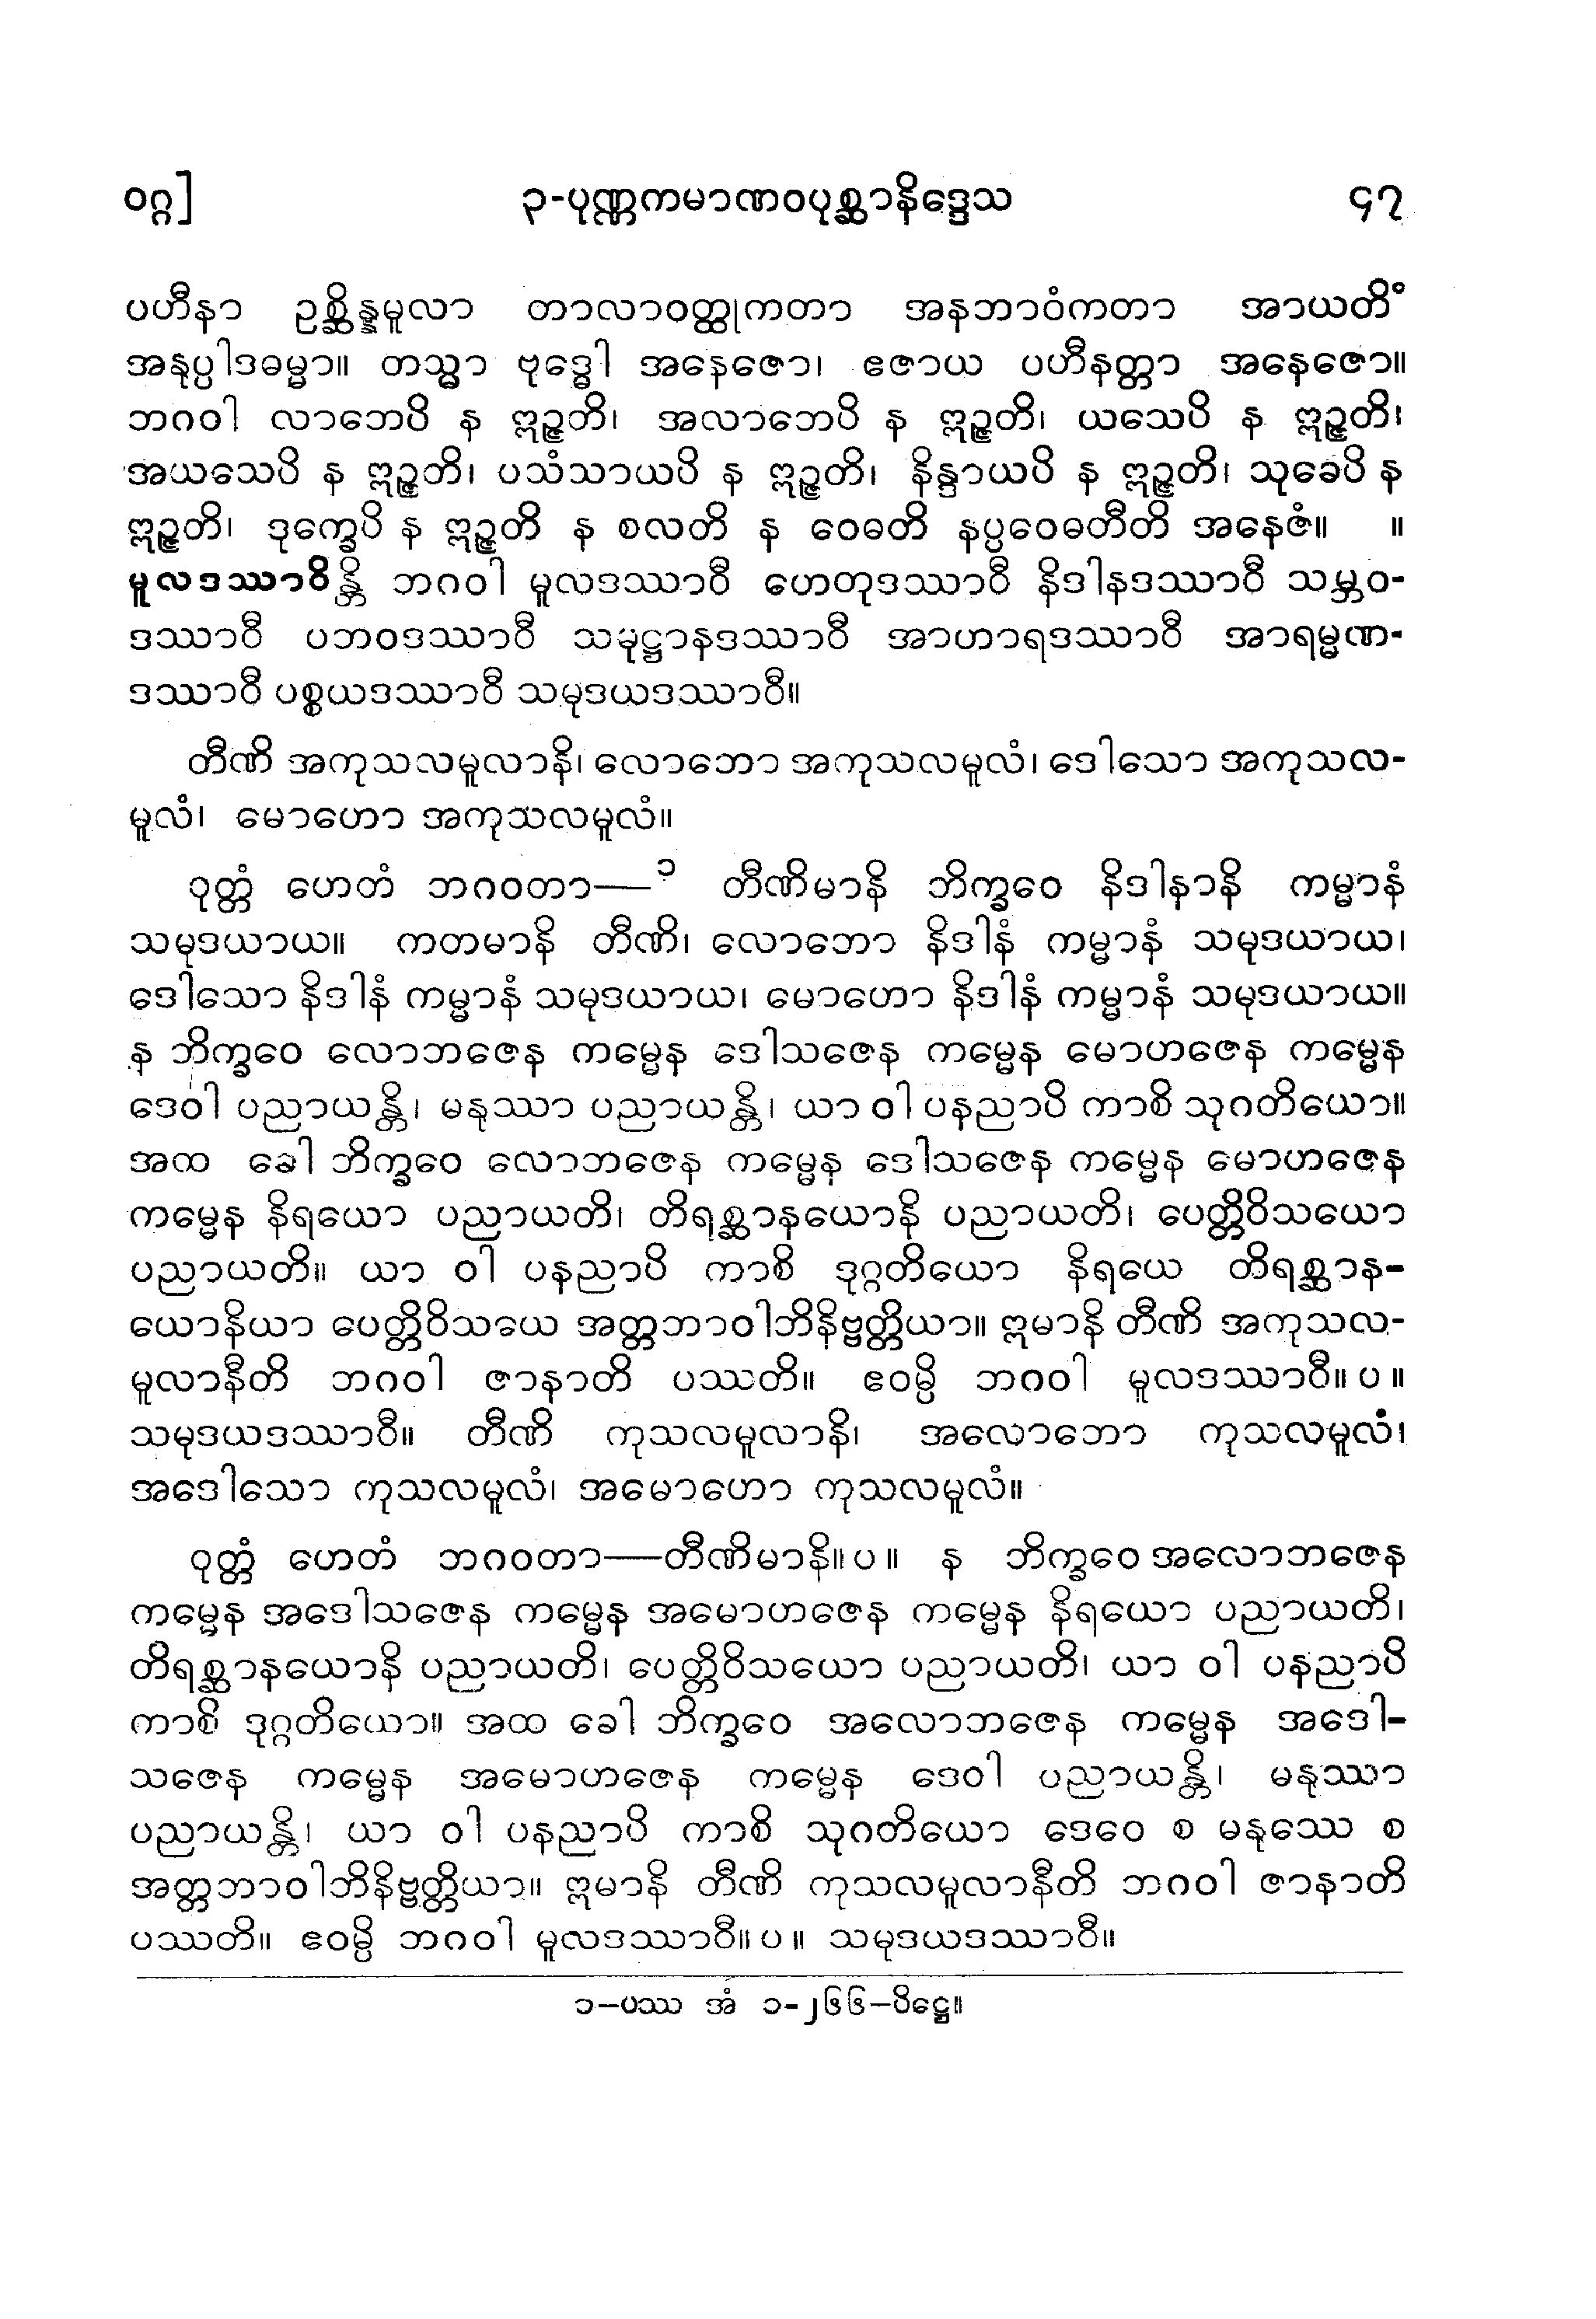 ဝဂ္ဂ]
၃-ပုဏ္ဏကမာဏဝပုစ္ဆာနိဒ္ဒေသ
၄၇
ပဟီနာ ဥစ္ဆိန္နမူလာ တာလာဝတ္ထုကတာ အနဘာဝံကတာ အာယတိံ
အနုပ္ပါဒဓမ္မာ။ တသ္မာ ဗုဒ္ဓေါ အနေဇော၊ ဧဇာယ ပဟီနတ္တာ အနေဇော။
ဘဂဝါ လာဘေပိ န ဣဉ္ဇတိ၊ အလာဘေပိ န ဣဉ္ဇတိ၊ ယသေပိ န ဣဉ္ဇတိ၊
အယသေပိ န ဣဉ္ဇတိ၊ ပသံသာယပိ န ဣဉ္ဇတိ၊ နိန္ဒာယပိ န ဣဉ္ဇတိ၊ သုခေပိ န
ဣဉ္ဇတိ၊ ဒုက္ခေပိ န ဣဉ္ဇတိ န စလတိ န ဝေဓတိ နပ္ပဝေဓတီတိ အနေဇံ။ ။
မူလဒဿာဝိန္တိ ဘဂဝါ မူလဒဿာဝီ ဟေတုဒဿာဝီ နိဒါနဒဿာဝီ သမ္ဘဝ-
ဒဿာဝီ ပဘဝဒဿာဝီ သမုဋ္ဌာနဒဿာဝီ အာဟာရဒဿာဝီ အာရမ္မဏ-
ဒဿာဝီ ပစ္စယဒဿာဝီ သမုဒယဒဿာဝီ။
တီဏိ အကုသလမူလာနိ၊ လောဘော အကုသလမူလံ၊ ဒေါသော အကုသလ-
မူလံ၊ မောဟော အကုသလမူလံ။
ဝုတ္တံ ဟေတံ ဘဂဝတာ—၁ တီဏိမာနိ ဘိက္ခဝေ နိဒါနာနိ ကမ္မာနံ
သမုဒယာယ။ ကတမာနိ တီဏိ၊ လောဘော နိဒါနံ ကမ္မာနံ သမုဒယာယ၊
ဒေါသော နိဒါနံ ကမ္မာနံ သမုဒယာယ၊ မောဟော နိဒါနံ ကမ္မာနံ သမုဒယာယ။
န ဘိက္ခဝေ လောဘဇေန ကမ္မေန ဒေါသဇေန ကမ္မေန မောဟဇေန ကမ္မေန
ဒေဝါ ပညာယန္တိ၊ မနုဿာ ပညာယန္တိ၊ ယာ ဝါ ပနညာပိ ကာစိ သုဂတိယော။
အထ ခေါ ဘိက္ခဝေ လောဘဇေန ကမ္မေန ဒေါသဇေန ကမ္မေန မောဟဇေန
ကမ္မေန နိရယော ပညာယတိ၊ တိရစ္ဆာနယောနိ ပညာယတိ၊ ပေတ္တိဝိသယော
ပညာယတိ။ ယာ ဝါ ပနညာပိ ကာစိ ဒုဂ္ဂတိယော နိရယေ တိရစ္ဆာန-
ယောနိယာ ပေတ္တိဝိသယေ အတ္တဘာဝါဘိနိဗ္ဗတ္တိယာ။ ဣမာနိ တီဏိ အကုသလ-
မူလာနီတိ ဘဂဝါ ဇာနာတိ ပဿတိ။ ဧဝမ္ပိ ဘဂဝါ မူလဒဿာဝီ။ ပ ။
သမုဒယဒဿာဝီ။ တီဏိ ကုသလမူလာနိ၊ အလောဘော ကုသလမူလံ၊
အဒေါသော ကုသလမူလံ၊ အမောဟော ကုသလမူလံ။
ဝုတ္တံ ဟေတံ ဘဂဝတာ—တီဏိမာနိ။ ပ ။ န ဘိက္ခဝေ အလောဘဇေန
ကမ္မေန အဒေါသဇေန ကမ္မေန အမောဟဇေန ကမ္မေန နိရယော ပညာယတိ၊
တိရစ္ဆာနယောနိ ပညာယတိ၊ ပေတ္တိဝိသယော ပညာယတိ၊ ယာ ဝါ ပနညာပိ
ကာစိ ဒုဂ္ဂတိယော။ အထ ခေါ ဘိက္ခဝေ အလောဘဇေန ကမ္မေန အဒေါ-
သဇေန ကမ္မေန အမောဟဇေန ကမ္မေန ဒေဝါ ပညာယန္တိ၊ မနုဿာ
ပညာယန္တိ၊ ယာ ဝါ ပနညာပိ ကာစိ သုဂတိယော ဒေဝေ စ မနုဿေ စ
အတ္တဘာဝါဘိနိဗ္ဗတ္တိယာ။ ဣမာနိ တီဏိ ကုသလမူလာနီတိ ဘဂဝါ ဇာနာတိ
ပဿတိ။ ဧဝမ္ပိ ဘဂဝါ မူလဒဿာဝီ။ ပ ။ သမုဒယဒဿာဝီ။
၁–ပဿ အံ ၁-၂၆၆–ပိဋ္ဌေ။